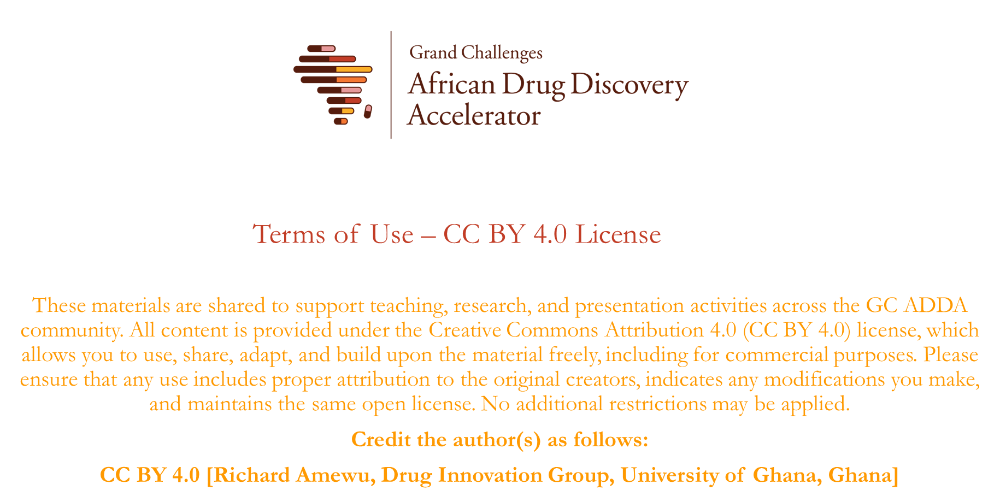 Grand Challenges
African Drug Discovery
Accelerator
Terms of Use – CC BY 4.0 License
These materials are shared to support teaching, research, and presentation activities across the GC ADDA
community. All content is provided under the Creative Commons Attribution 4.0 (CC BY 4.0) license, which
allows you to use, share, adapt, and build upon the material freely, including for commercial purposes. Please
ensure that any use includes proper attribution to the original creators, indicates any modifications you make,
and maintains the same open license. No additional restrictions may be applied.
Credit the author(s) as follows:
CC BY 4.0 [Richard Amewu, Drug Innovation Group, University of Ghana, Ghana]